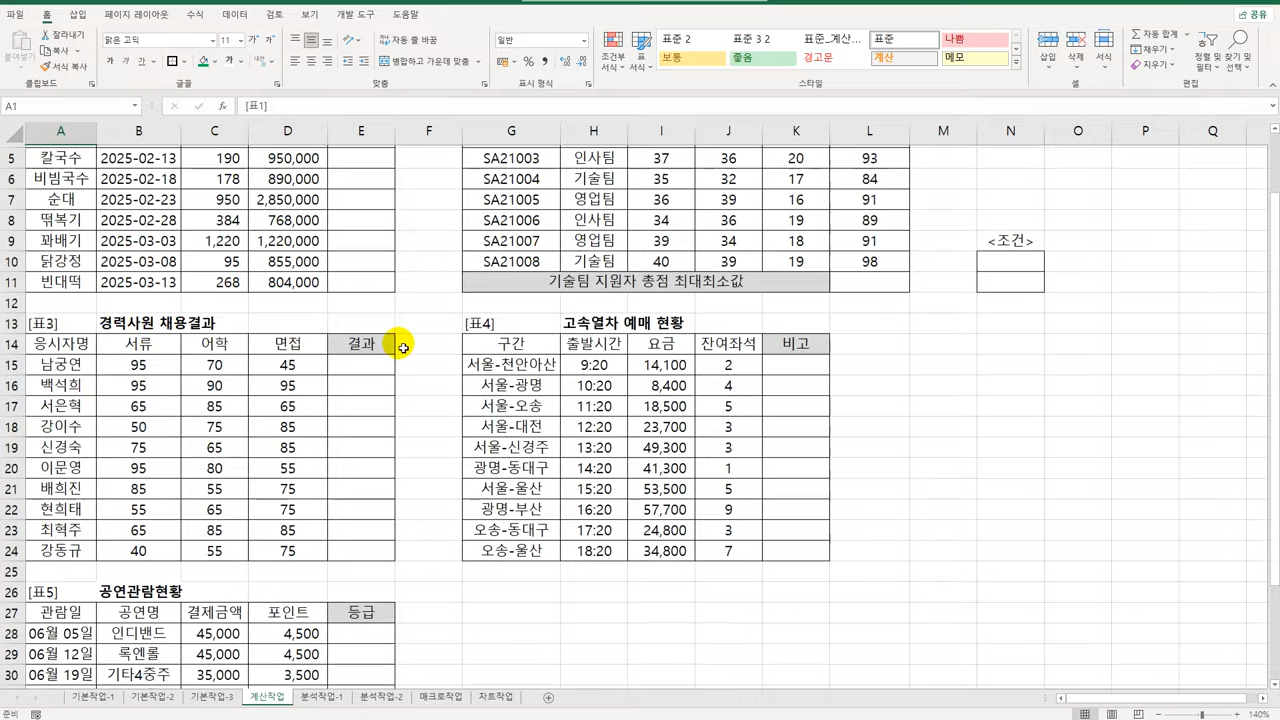 파일 홈 삽입 페이지 레이아웃 수식 데이터 검토 보기 개발 도구 도움말 공유
붙여넣기 잘라내기 복사 서식 복사 클립보드
맑은 고딕 11 가 가 가 가 가 가 가 글꼴
자동 줄 바꿈 병합하고 가운데 맞춤 맞춤
일반 % 표시 형식
조건부 서식 표 서식 표준 2 표준 3 2 표준_계산... 표준 나쁨
보통 좋음 경고문 계산 메모 스타일
삽입 삭제 서식 셀
자동 합계 채우기 지우기 정렬 및 필터 찾기 및 선택 편집
A1 fx [표1]
A B C D E F G H I J K L M N O P Q
5 칼국수 2025-02-13 190 950,000 SA21003 인사팀 37 36 20 93
6 비빔국수 2025-02-18 178 890,000 SA21004 기술팀 35 32 17 84
7 순대 2025-02-23 950 2,850,000 SA21005 영업팀 36 39 16 91
8 떡볶기 2025-02-28 384 768,000 SA21006 인사팀 34 36 19 89
9 꽈배기 2025-03-03 1,220 1,220,000 SA21007 영업팀 39 34 18 91 <조건>
10 닭강정 2025-03-08 95 855,000 SA21008 기술팀 40 39 19 98
11 빈대떡 2025-03-13 268 804,000 기술팀 지원자 총점 최대최소값
12
13 [표3] 경력사원 채용결과 [표4] 고속열차 예매 현황
14 응시자명 서류 어학 면접 결과 구간 출발시간 요금 잔여좌석 비고
15 남궁연 95 70 45 서울-천안아산 9:20 14,100 2
16 백석희 95 90 95 서울-광명 10:20 8,400 4
17 서은혁 65 85 65 서울-오송 11:20 18,500 5
18 강이수 50 75 85 서울-대전 12:20 23,700 3
19 신경숙 75 65 85 서울-신경주 13:20 49,300 3
20 이문영 95 80 55 광명-동대구 14:20 41,300 1
21 배희진 85 55 75 서울-울산 15:20 53,500 5
22 현희태 55 65 75 광명-부산 16:20 57,700 9
23 최혁주 65 85 85 오송-동대구 17:20 24,800 3
24 강동규 40 55 75 오송-울산 18:20 34,800 7
25
26 [표5] 공연관람현황
27 관람일 공연명 결제금액 포인트 등급
28 06월 05일 인디밴드 45,000 4,500
29 06월 12일 록엔롤 45,000 4,500
30 06월 19일 기타4중주 35,000 3,500
기본작업-1 기본작업-2 기본작업-3 계산작업 분석작업-1 분석작업-2 매크로작업 차트작업
준비 140%